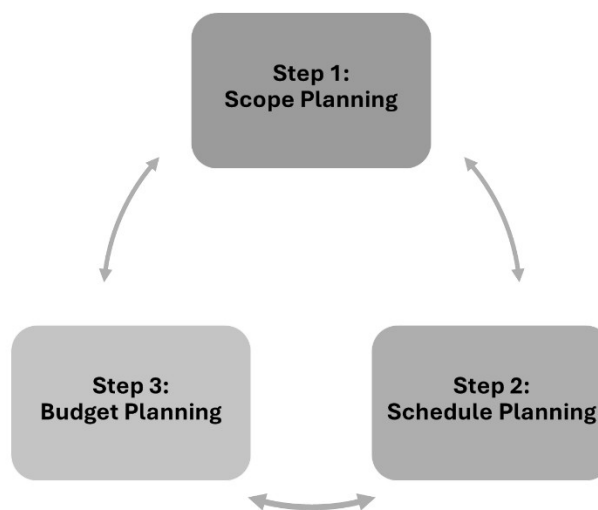 Step 1:
Scope Planning
Step 3:
Budget Planning
Step 2:
Schedule Planning